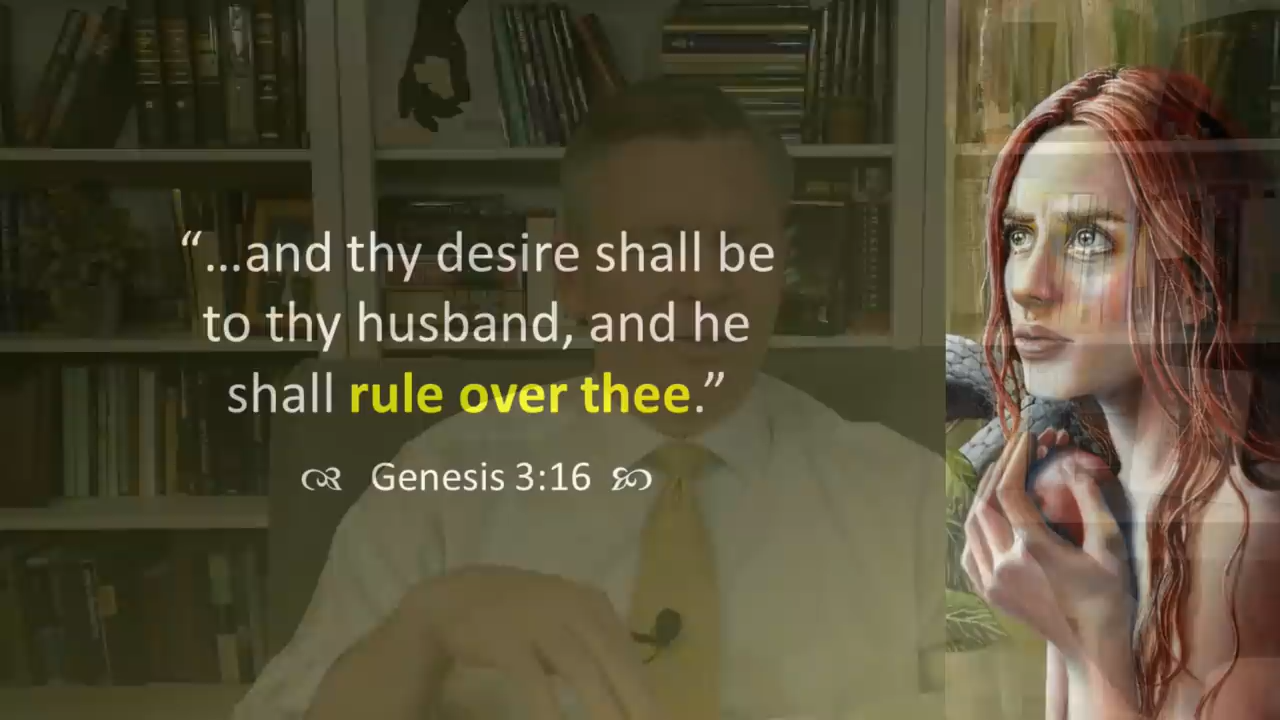 “...and thy desire shall be
to thy husband, and he
shall rule over thee.”
Genesis 3:16